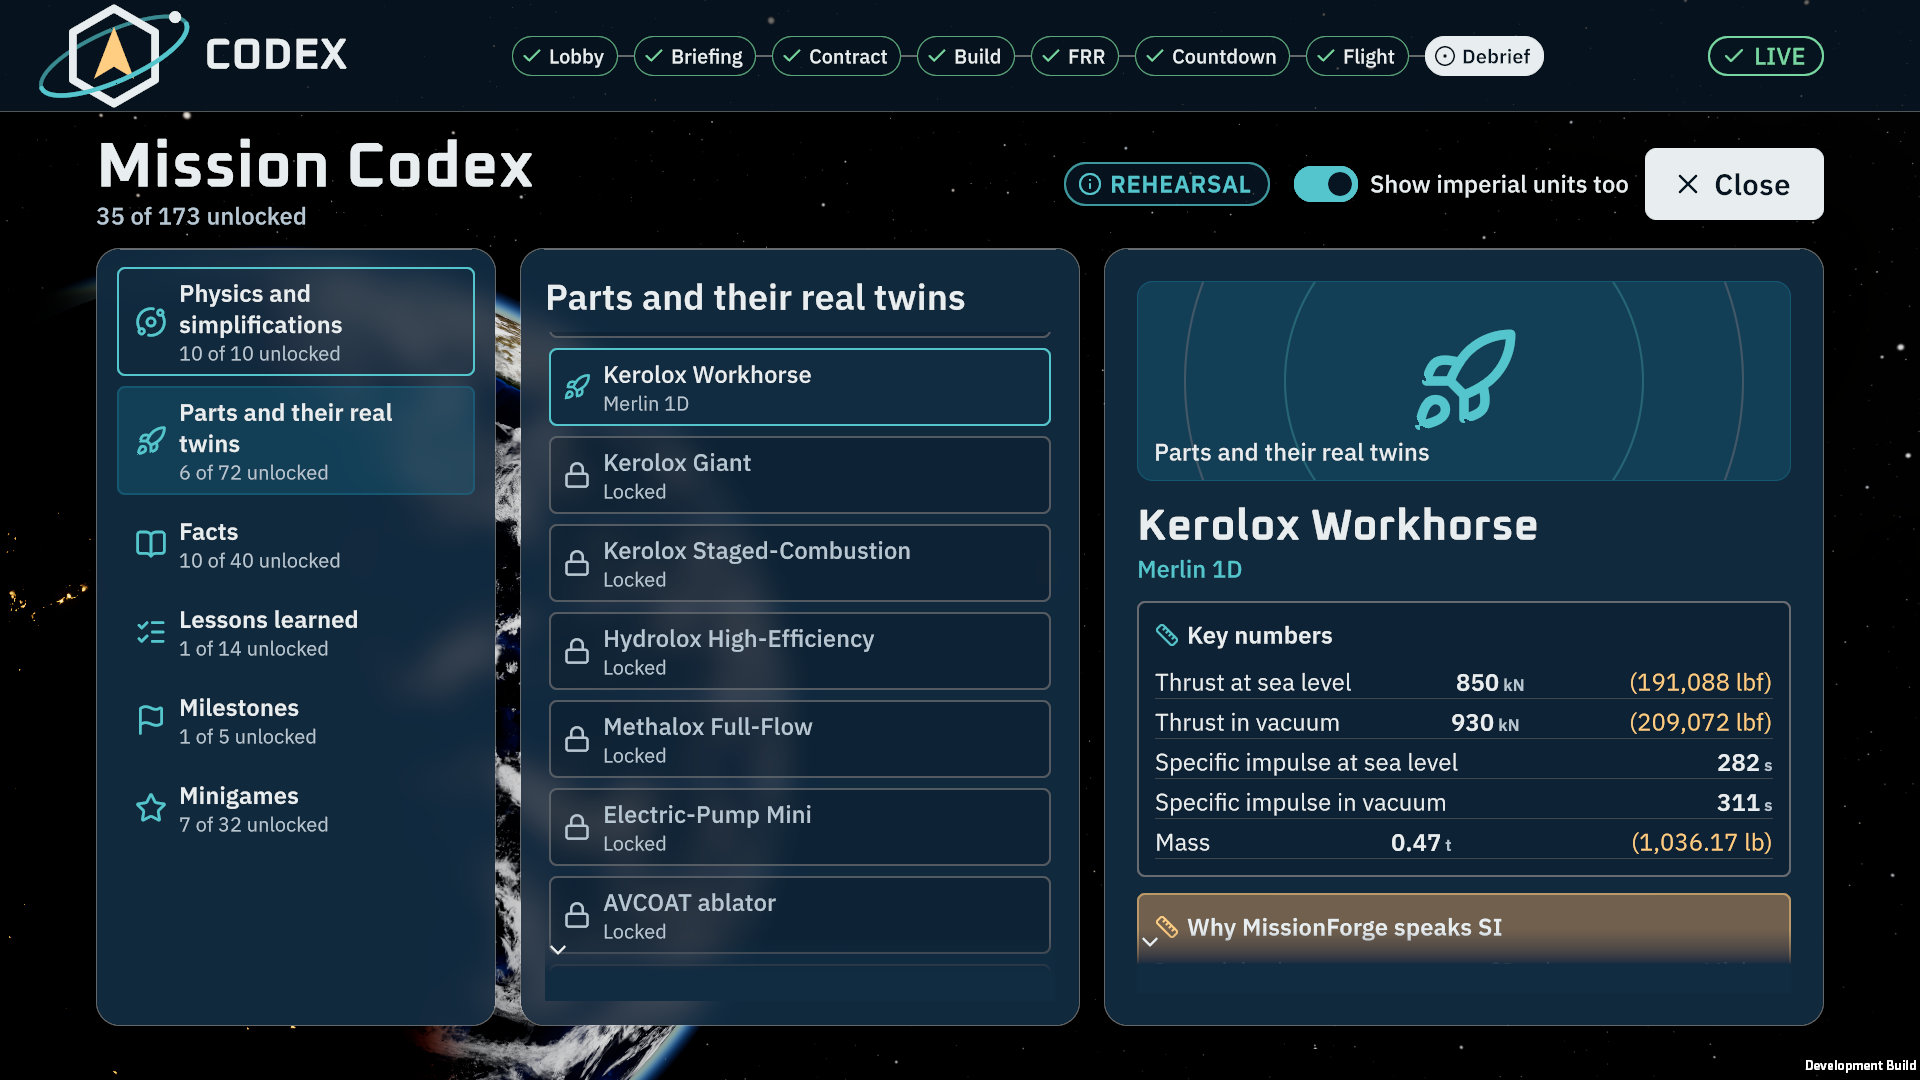 CODEX
Lobby
Briefing
Contract
Build
FRR
Countdown
Flight
Debrief
LIVE
Mission Codex
35 of 173 unlocked
REHEARSAL
Show imperial units too
Close
Physics and
simplifications
10 of 10 unlocked
Parts and their real
twins
6 of 72 unlocked
Facts
10 of 40 unlocked
Lessons learned
1 of 14 unlocked
Milestones
1 of 5 unlocked
Minigames
7 of 32 unlocked
Parts and their real twins
Kerolox Workhorse
Merlin 1D
Kerolox Giant
Locked
Kerolox Staged-Combustion
Locked
Hydrolox High-Efficiency
Locked
Methalox Full-Flow
Locked
Electric-Pump Mini
Locked
AVCOAT ablator
Locked
Parts and their real twins
Kerolox Workhorse
Merlin 1D
Key numbers
Thrust at sea level 850 kN (191,088 lbf)
Thrust in vacuum 930 kN (209,072 lbf)
Specific impulse at sea level 282 s
Specific impulse in vacuum 311 s
Mass 0.47 t (1,036.17 lb)
Why MissionForge speaks SI
Development Build